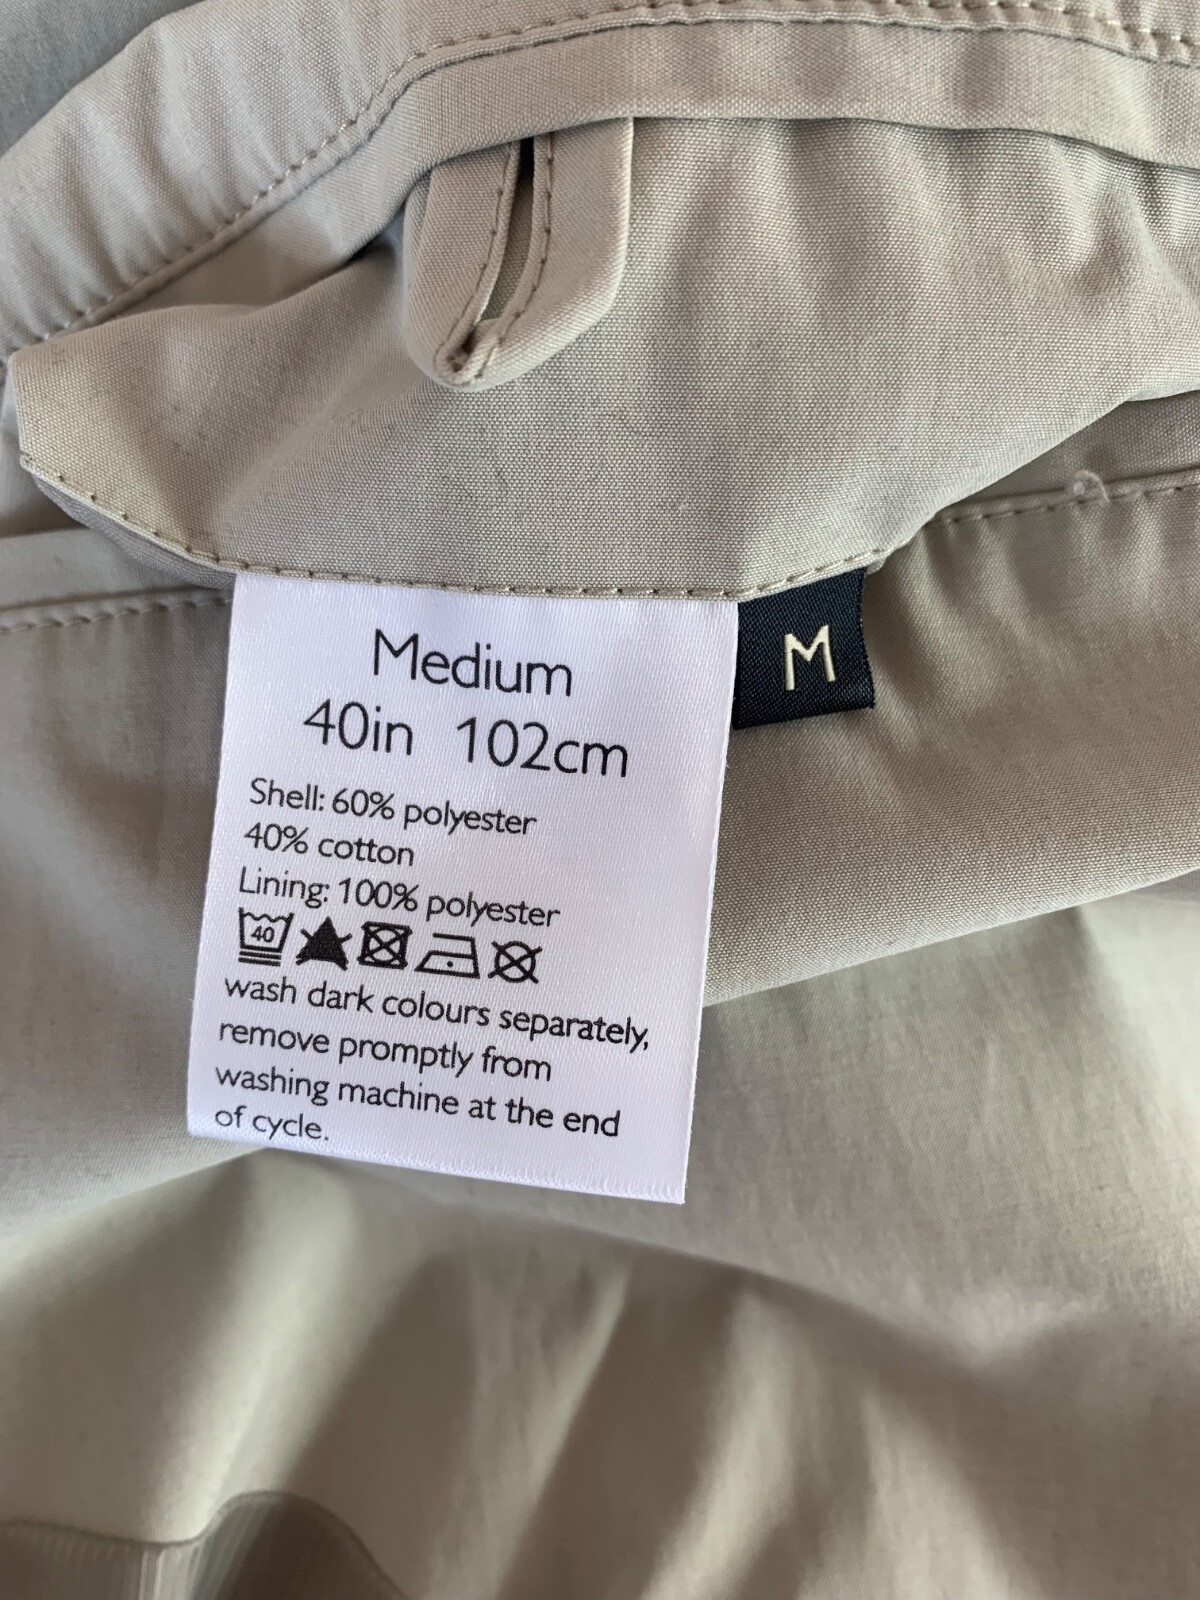 Medium
M
40in 102cm
Shell: 60% polyester
40% cotton
Lining: 100% polyester
40
wash dark colours separately,
remove promptly from
washing machine at the end
of cycle.